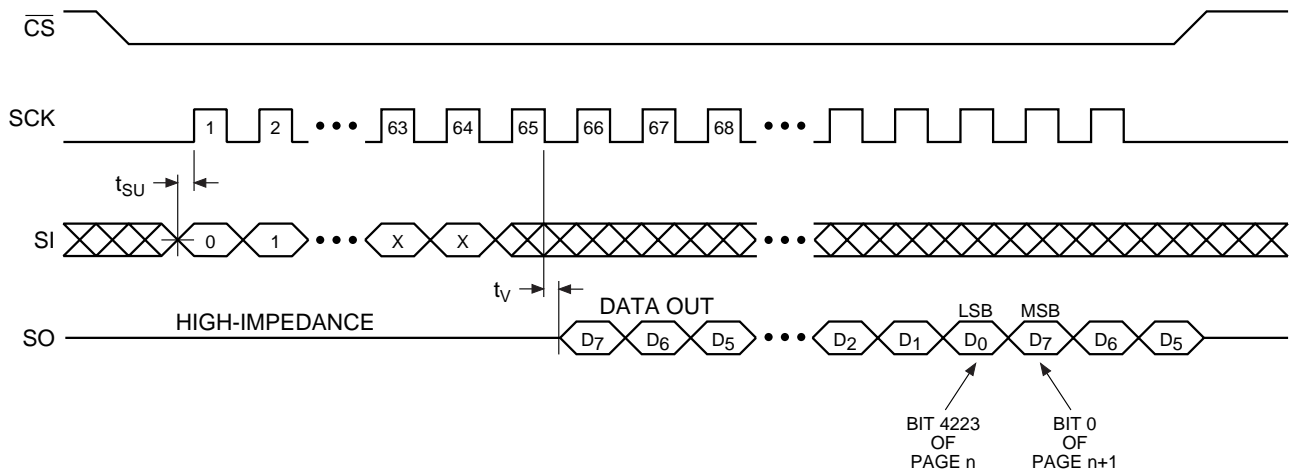 CS
SCK
1 2 ••• 63 64 65 66 67 68 •••
tSU
SI
0 1 ••• X X •••
tV
DATA OUT
HIGH-IMPEDANCE
LSB MSB
SO
D7 D6 D5 ••• D2 D1 D0 D7 D6 D5
BIT 4223
OF
PAGE n
BIT 0
OF
PAGE n+1